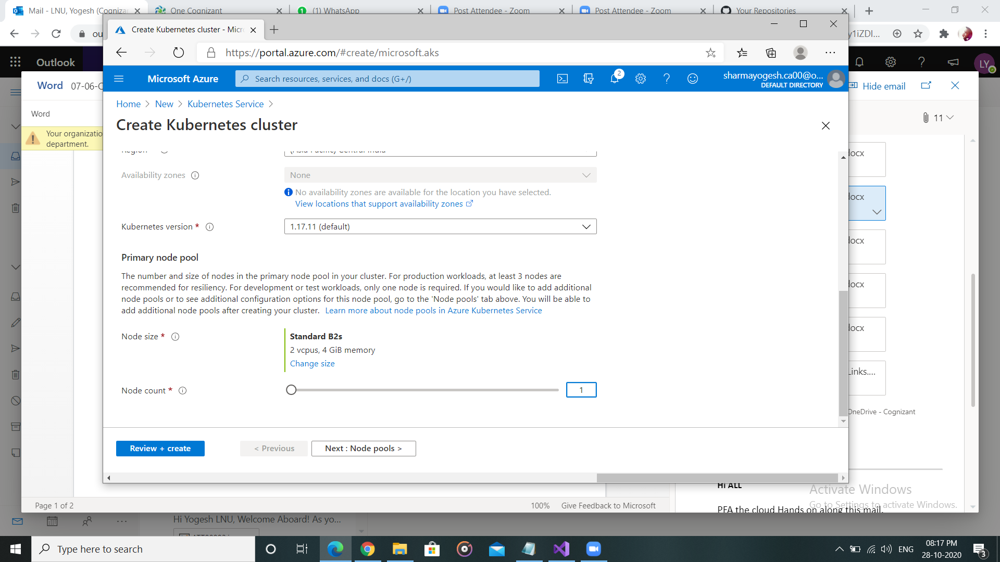 Mail - LNU, Yogesh (Cogniza
One Cognizant
(1) WhatsApp
Post Attendee - Zoom
Post Attendee - Zoom
Your Repositories
Create Kubernetes cluster - Micr
ou
y1iZDI...
https://portal.azure.com/#create/microsoft.aks
Outlook
LY
Microsoft Azure
Search resources, services, and docs (G+/)
2
sharmayogesh.ca00@o...
DEFAULT DIRECTORY
Word 07-06-C
Hide email
Home > New > Kubernetes Service >
Word
11
Create Kubernetes cluster
Your organizatio
department.
Region
(Asia Pacific) Central India
Availability zones
None
No availability zones are available for the location you have selected.
View locations that support availability zones
Kubernetes version *
1.17.11 (default)
Primary node pool
The number and size of nodes in the primary node pool in your cluster. For production workloads, at least 3 nodes are
recommended for resiliency. For development or test workloads, only one node is required. If you would like to add additional
node pools or to see additional configuration options for this node pool, go to the 'Node pools' tab above. You will be able to
add additional node pools after creating your cluster. Learn more about node pools in Azure Kubernetes Service
Node size *
Standard B2s
2 vcpus, 4 GiB memory
Change size
Node count *
1
docx
docx
docx
docx
docx
Links....
OneDrive - Cognizant
Review + create
< Previous
Next : Node pools >
Hi ALL
PFA the cloud Hands on along this mail.
Activate Windows
Go to Settings to activate Windows.
Page 1 of 2
100%
Give Feedback to Microsoft
Hi Yogesh LNU, Welcome Aboard! As yo...
Type here to search
ENG
08:17 PM
28-10-2020
3